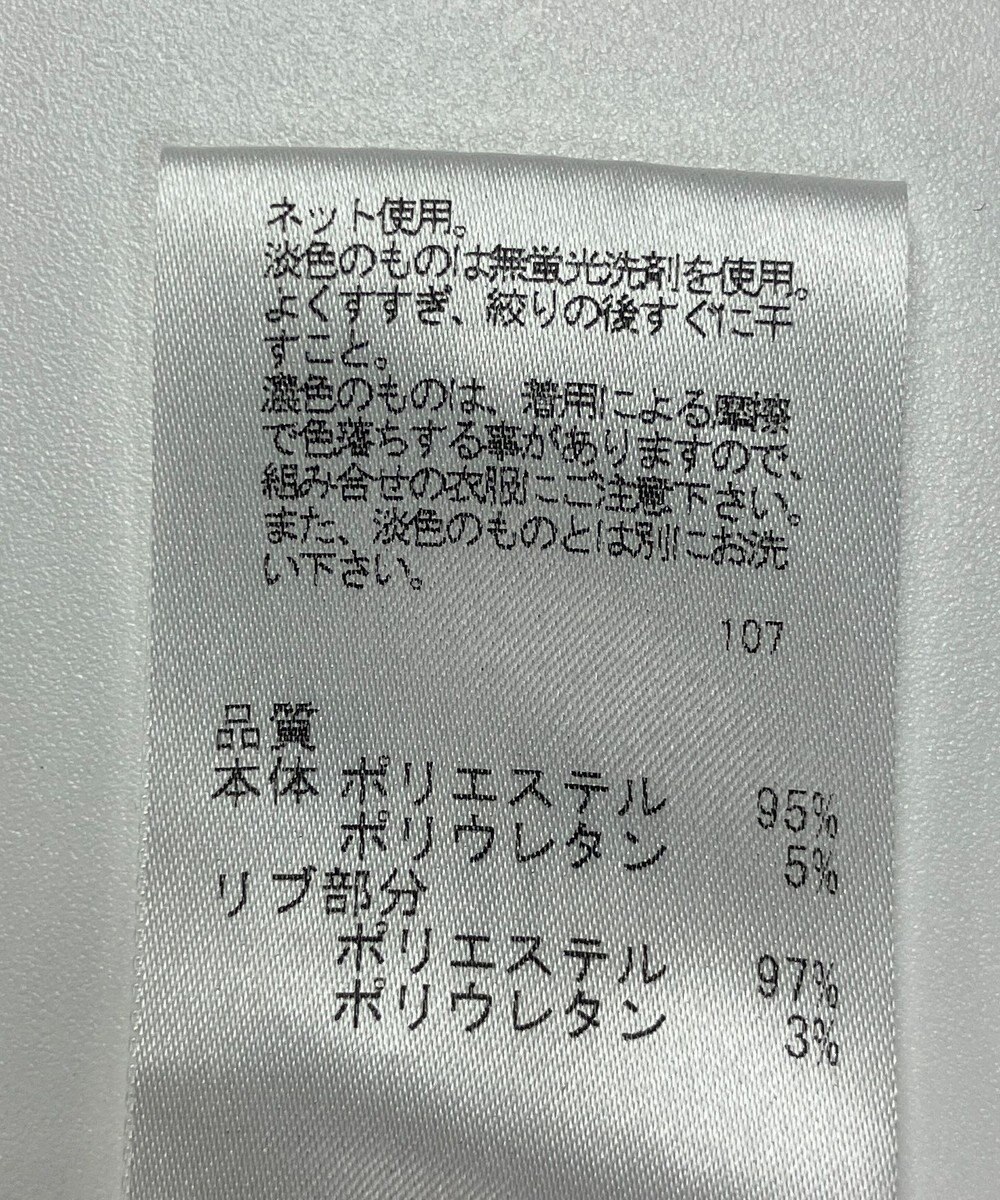 ネット使用。
淡色のものは無蛍光洗剤を使用。
よくすすぎ、絞りの後すぐに干
すこと。
濃色のものは、着用による摩擦
で色落ちする事がありますので、
組み合せの衣服にご注意下さい。
また、淡色のものとは別にお洗
い下さい。
107
品質
本体 ポリエステル 95%
ポリウレタン 5%
リブ部分
ポリエステル 97%
ポリウレタン 3%